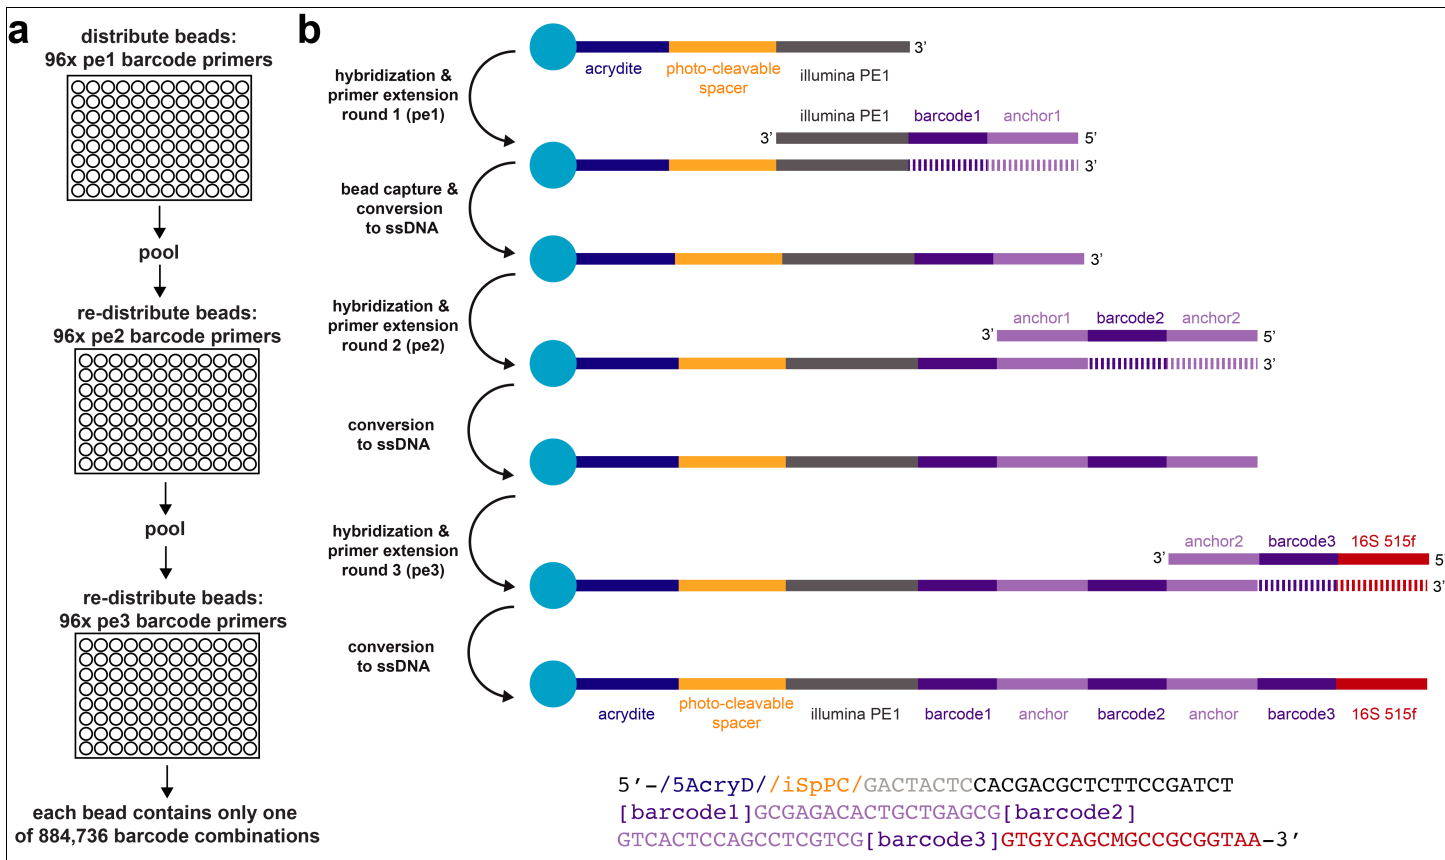 a
distribute beads:
96x pe1 barcode primers
pool
re-distribute beads:
96x pe2 barcode primers
pool
re-distribute beads:
96x pe3 barcode primers
each bead contains only one
of 884,736 barcode combinations
b
3’
acrydite
photo-cleavable
spacer
illumina PE1
hybridization &
primer extension
round 1 (pe1)
illumina PE1 barcode1 anchor1
3’ 5’
3’
bead capture &
conversion
to ssDNA
3’
hybridization &
primer extension
round 2 (pe2)
anchor1 barcode2 anchor2
3’ 5’
3’
conversion
to ssDNA
hybridization &
primer extension
round 3 (pe3)
anchor2 barcode3 16S 515f
3’ 5’
3’
conversion
to ssDNA
acrydite
photo-cleavable
spacer
illumina PE1 barcode1 anchor barcode2 anchor barcode3 16S 515f
5’-/5AcryD//iSpPC/GACTACTCCACGACGCTCTTCCGATCT
[barcode1]GCGAGACACTGCTGAGCG[barcode2]
GTCACTCCAGCCTCGTCG[barcode3]GTGYCAGCMGCCGCGGTAA-3’